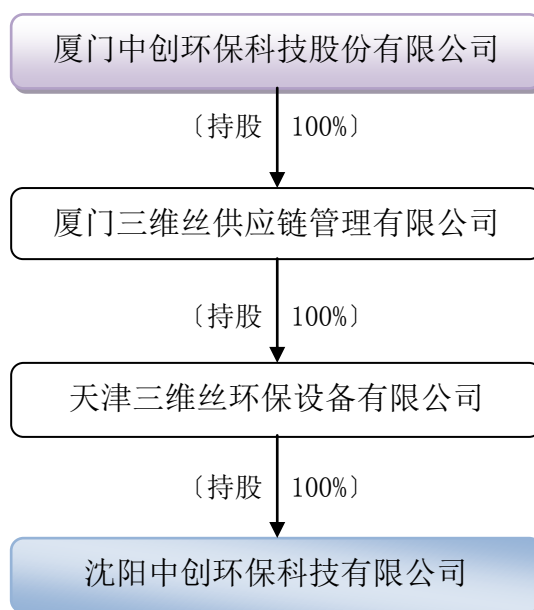 厦门中创环保科技股份有限公司
〔持股 100%〕
厦门三维丝供应链管理有限公司
〔持股 100%〕
天津三维丝环保设备有限公司
〔持股 100%〕
沈阳中创环保科技有限公司